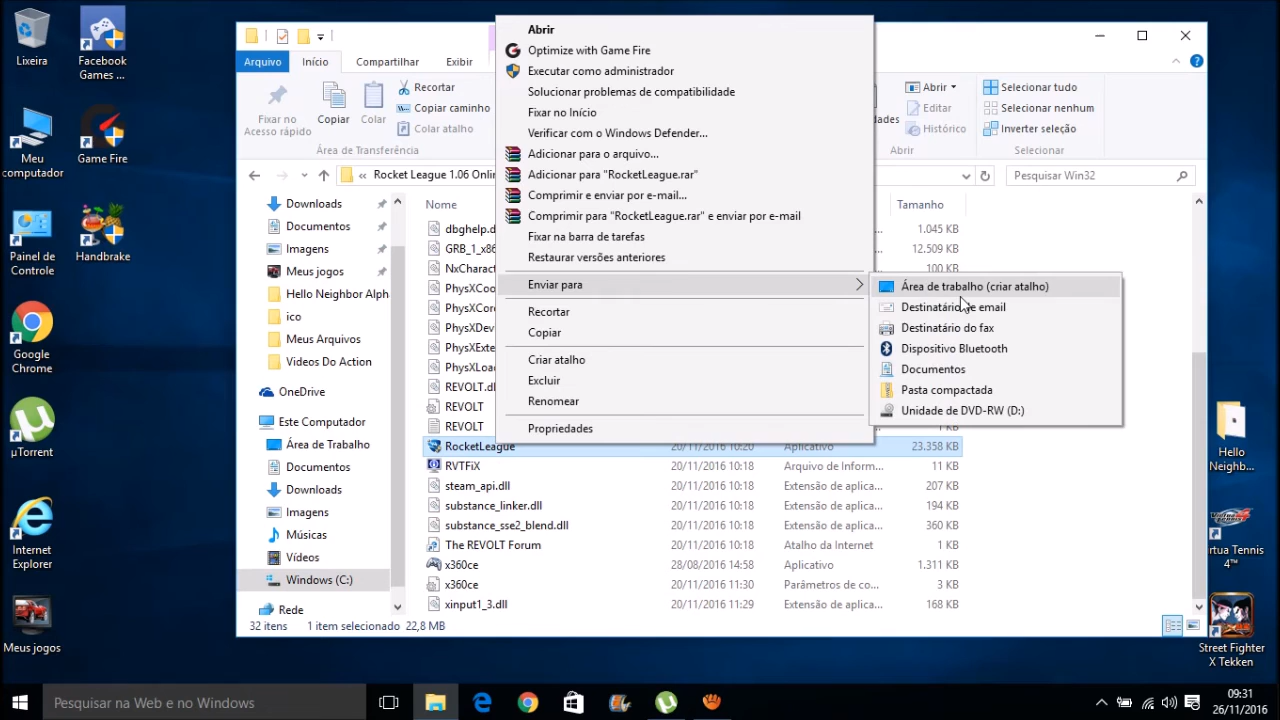 Lixeira
Facebook
Games ...
Meu
computador
Game Fire
Painel de
Controle
Handbrake
Google
Chrome
µTorrent
Internet
Explorer
Meus jogos
Arquivo
Início
Compartilhar
Exibir
Fixar no
Acesso rápido
Copiar
Colar
Recortar
Copiar caminho
Colar atalho
Área de Transferência
Abrir
Editar
Histórico
Abrir
Selecionar tudo
Selecionar nenhum
Inverter seleção
Selecionar
« Rocket League 1.06 Onlin
Pesquisar Win32
Downloads
Documentos
Imagens
Meus jogos
Hello Neighbor Alph
ico
Meus Arquivos
Videos Do Action
OneDrive
Este Computador
Área de Trabalho
Documentos
Downloads
Imagens
Músicas
Vídeos
Windows (C:)
Rede
Nome
Tamanho
dbghelp.d
1.045 KB
GRB_1_x86
12.509 KB
NxCharac
100 KB
PhysXCoo
PhysXCor
PhysXDev
PhysXExte
PhysXLoa
REVOLT.dl
REVOLT
REVOLT
1 KB
RocketLeague 20/11/2016 10:20 Aplicativo 23.358 KB
RVTFiX 20/11/2016 10:18 Arquivo de Inform... 11 KB
steam_api.dll 20/11/2016 10:18 Extensão de aplica... 207 KB
substance_linker.dll 20/11/2016 10:18 Extensão de aplica... 194 KB
substance_sse2_blend.dll 20/11/2016 10:18 Extensão de aplica... 360 KB
The REVOLT Forum 20/11/2016 10:18 Atalho da Internet 1 KB
x360ce 28/08/2016 14:58 Aplicativo 1.311 KB
x360ce 20/11/2016 11:30 Parâmetros de co... 3 KB
xinput1_3.dll 20/11/2016 11:29 Extensão de aplica... 168 KB
32 itens 1 item selecionado 22,8 MB
Abrir
Optimize with Game Fire
Executar como administrador
Solucionar problemas de compatibilidade
Fixar no Início
Verificar com o Windows Defender...
Adicionar para o arquivo...
Adicionar para "RocketLeague.rar"
Comprimir e enviar por e-mail...
Comprimir para "RocketLeague.rar" e enviar por e-mail
Fixar na barra de tarefas
Restaurar versões anteriores
Enviar para
Recortar
Copiar
Criar atalho
Excluir
Renomear
Propriedades
Área de trabalho (criar atalho)
Destinatário de email
Destinatário do fax
Dispositivo Bluetooth
Documentos
Pasta compactada
Unidade de DVD-RW (D:)
Hello
Neighb...
rtua Tennis
4™
Street Fighter
X Tekken
Pesquisar na Web e no Windows
09:31
26/11/2016